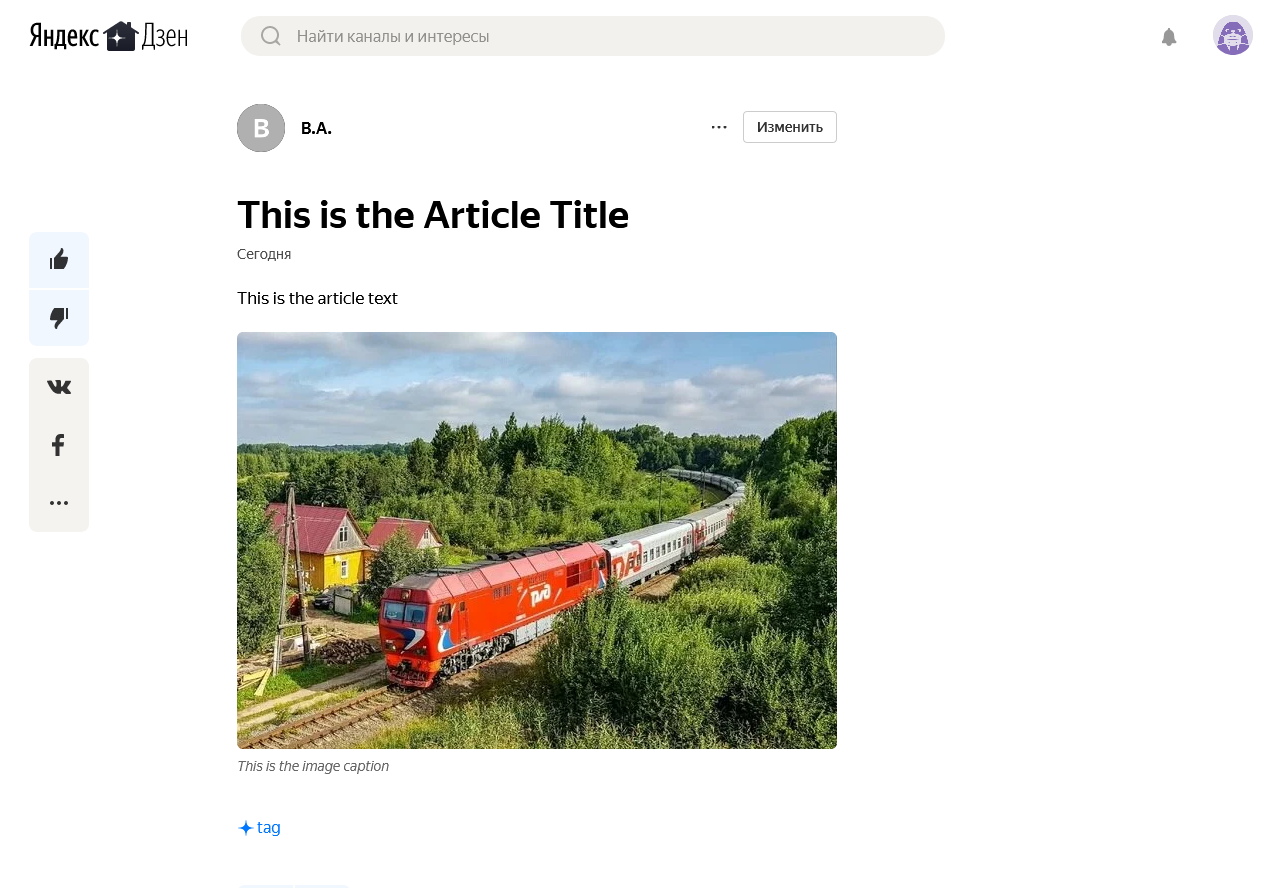 Яндекс Дзен
Найти каналы и интересы
B
B.A.
Изменить
This is the Article Title
Сегодня
This is the article text
РЖД
This is the image caption
tag